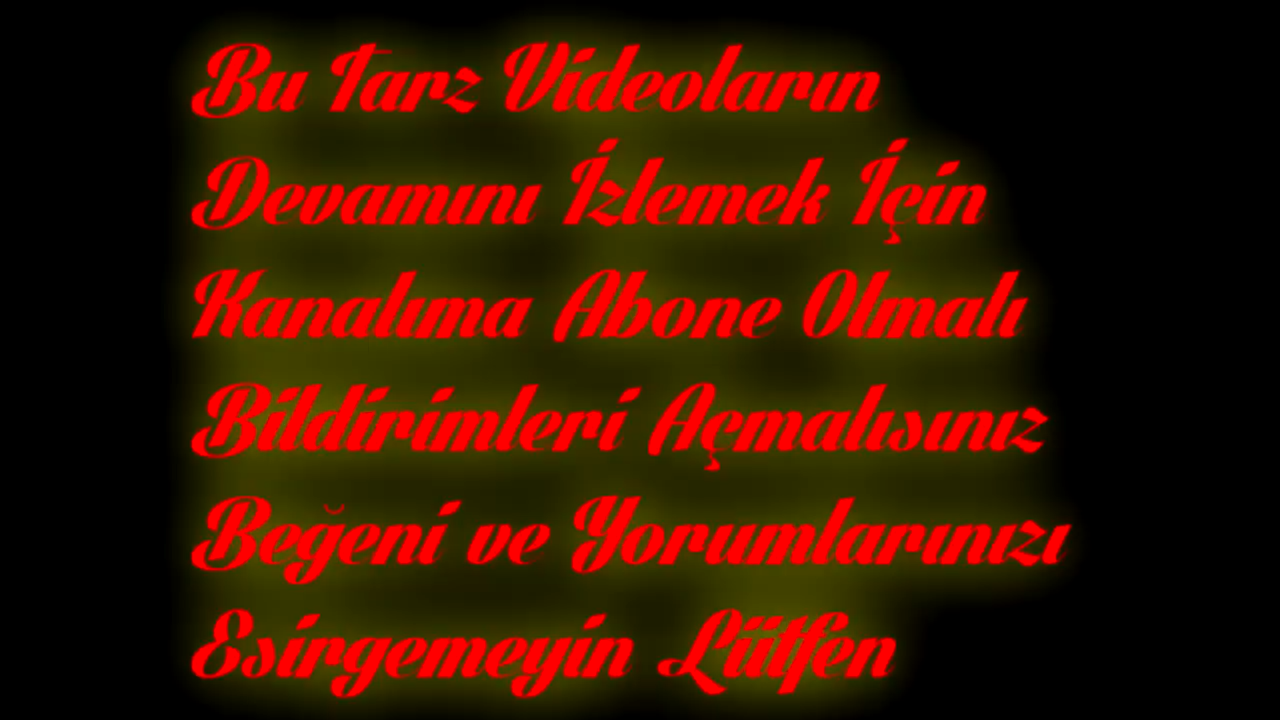 Bu Tarz Videoların
Devamını İzlemek İçin
Kanalıma Abone Olmalı
Bildirimleri Açmalısınız
Beğeni ve Yorumlarınızı
Esirgemeyin Lütfen